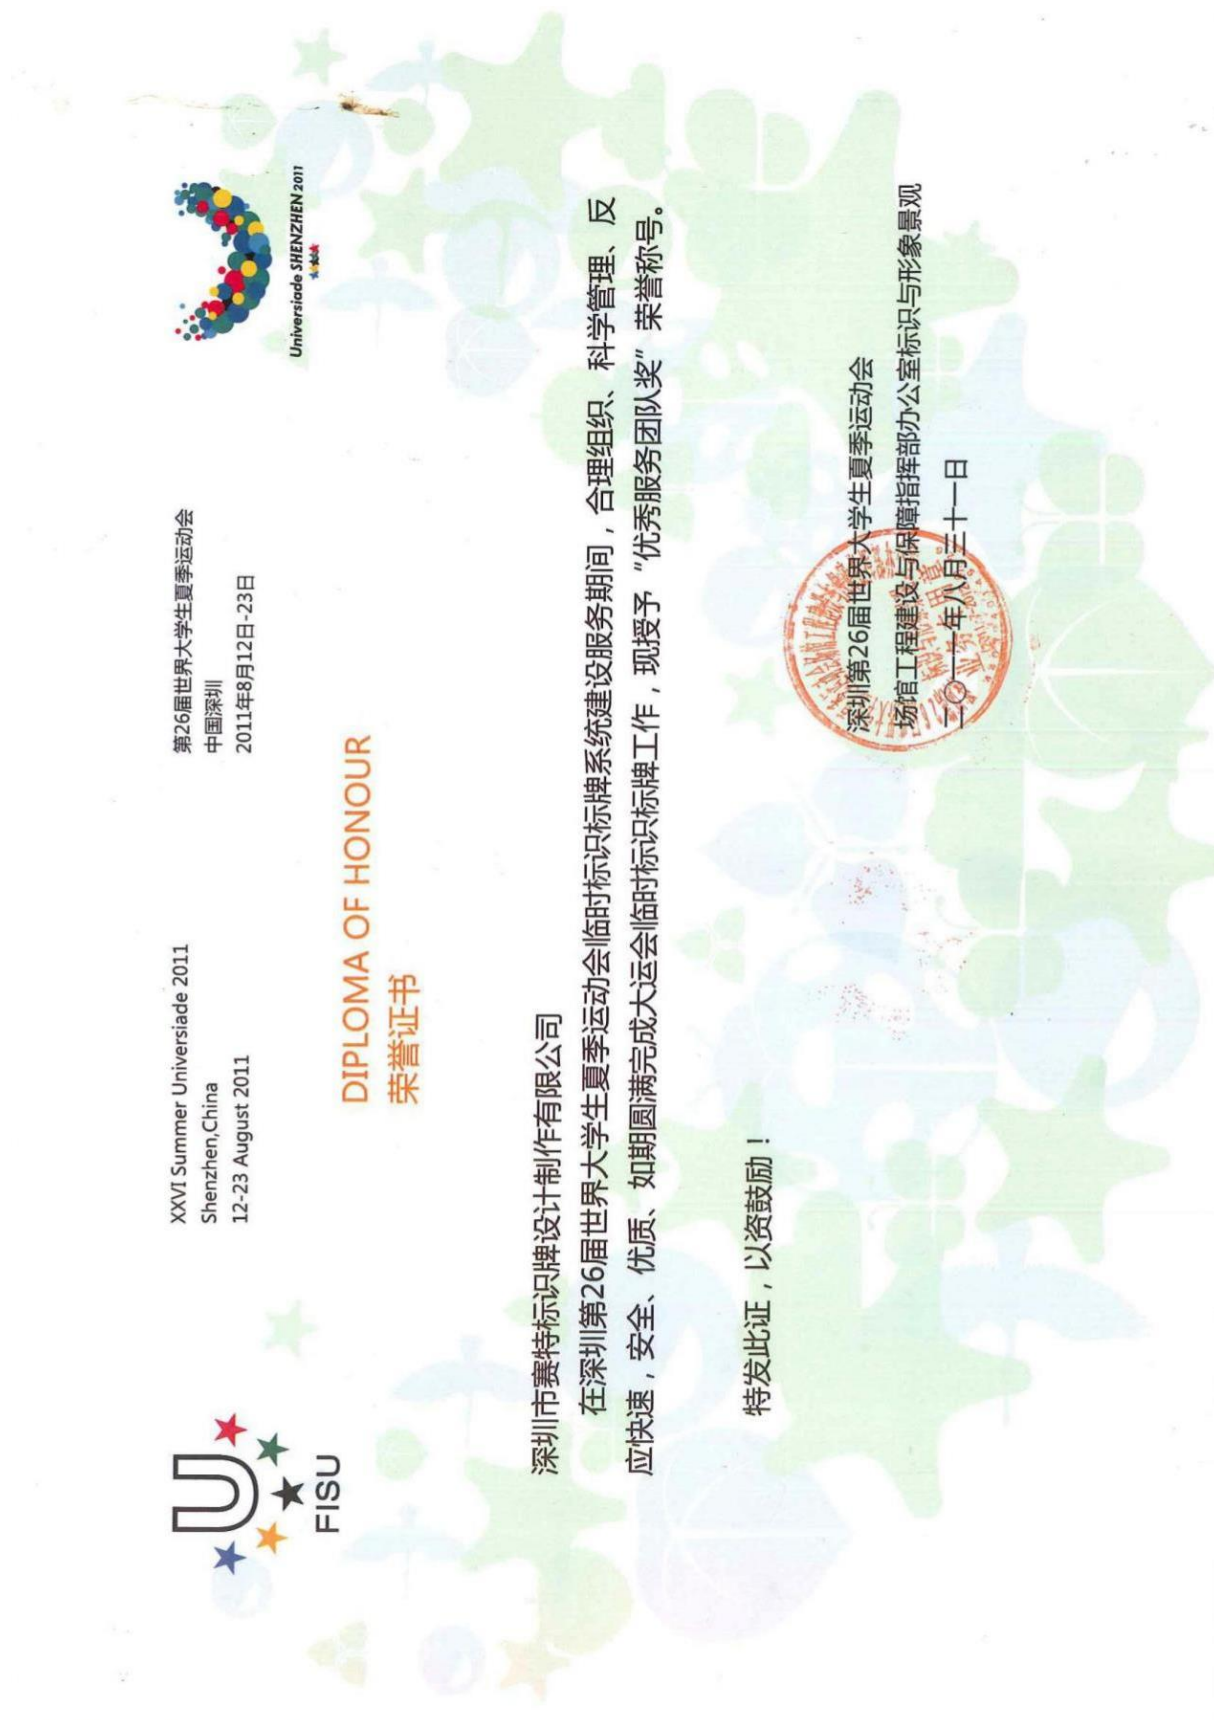 FISU
XXVI Summer Universiade 2011
Shenzhen,China
12-23 August 2011
第26届世界大学生夏季运动会
中国深圳
2011年8月12日-23日
Universiade SHENZHEN 2011
DIPLOMA OF HONOUR
荣誉证书
深圳市赛特标识牌设计制作有限公司
在深圳第26届世界大学生夏季运动会临时标识标牌系统建设服务期间，合理组织、科学管理、反
应快速，安全、优质、如期圆满完成大运会临时标识标牌工作，现授予“优秀服务团队奖”荣誉称号。
特发此证，以资鼓励！
深圳第26届世界大学生夏季运动会
场馆工程建设与保障指挥部办公室标识与形象景观
二〇一一年八月三十一日